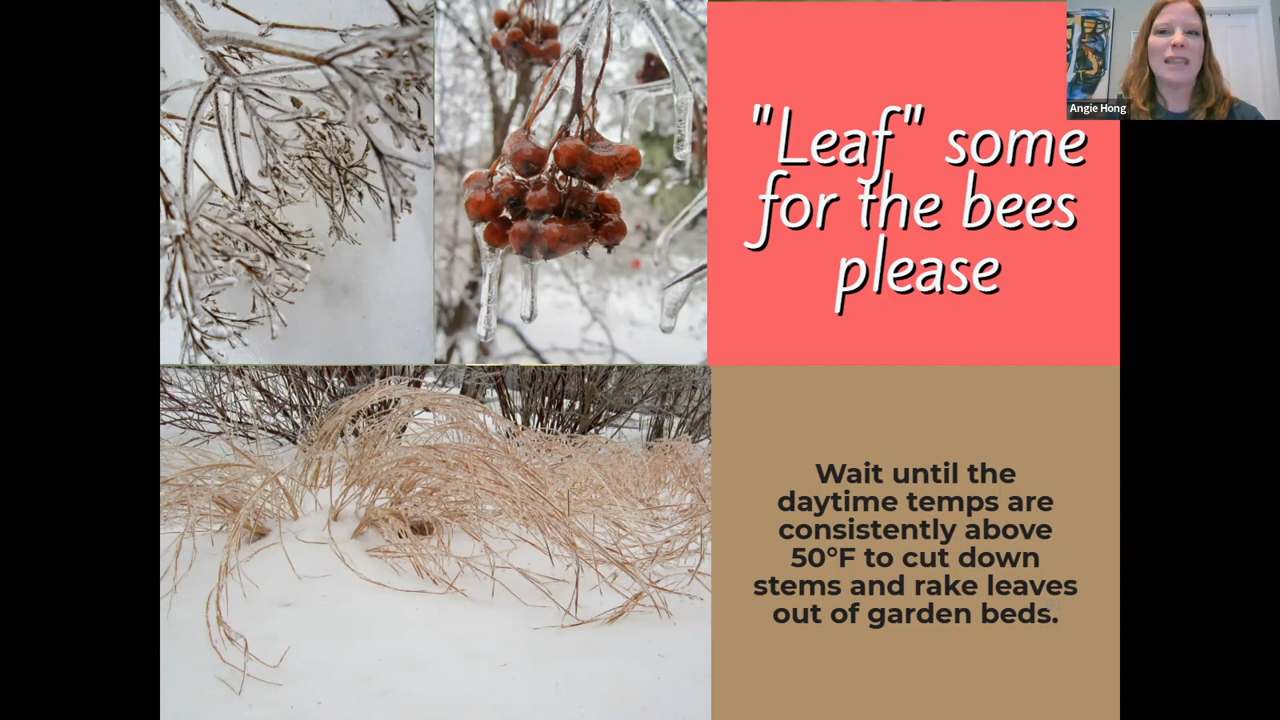 Angie Hong
"Leaf" some
for the bees
please
Wait until the
daytime temps are
consistently above
50°F to cut down
stems and rake leaves
out of garden beds.